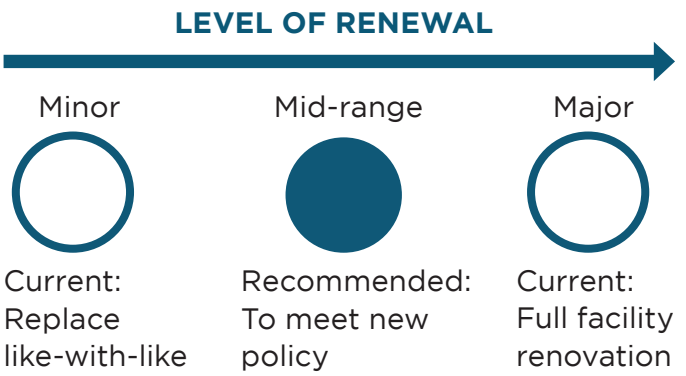 LEVEL OF RENEWAL
Minor
Mid-range
Major
Current:
Replace
like-with-like
Recommended:
To meet new
policy
Current:
Full facility
renovation